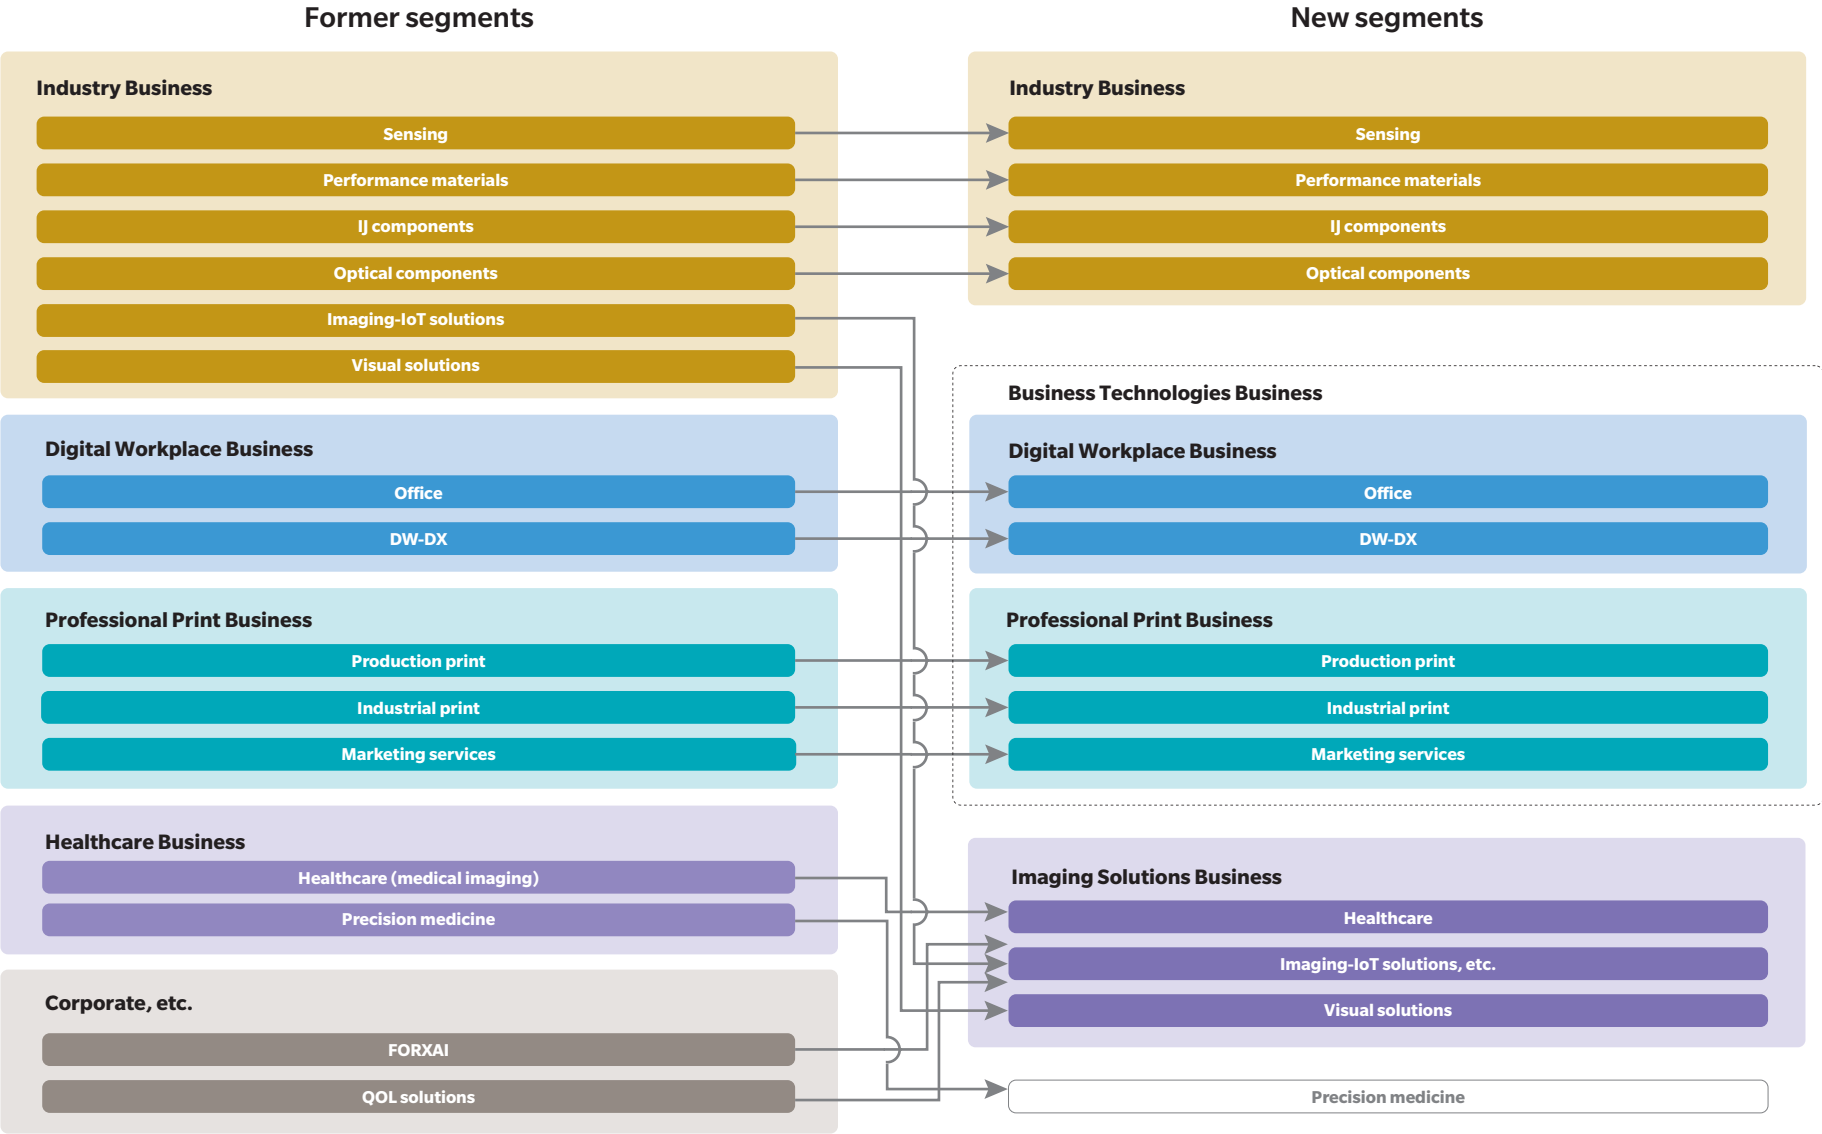 Former segments
Industry Business
Sensing
Performance materials
IJ components
Optical components
Imaging-IoT solutions
Visual solutions
Digital Workplace Business
Office
DW-DX
Professional Print Business
Production print
Industrial print
Marketing services
Healthcare Business
Healthcare (medical imaging)
Precision medicine
Corporate, etc.
FORXAI
QOL solutions
New segments
Industry Business
Sensing
Performance materials
IJ components
Optical components
Business Technologies Business
Digital Workplace Business
Office
DW-DX
Professional Print Business
Production print
Industrial print
Marketing services
Imaging Solutions Business
Healthcare
Imaging-IoT solutions, etc.
Visual solutions
Precision medicine